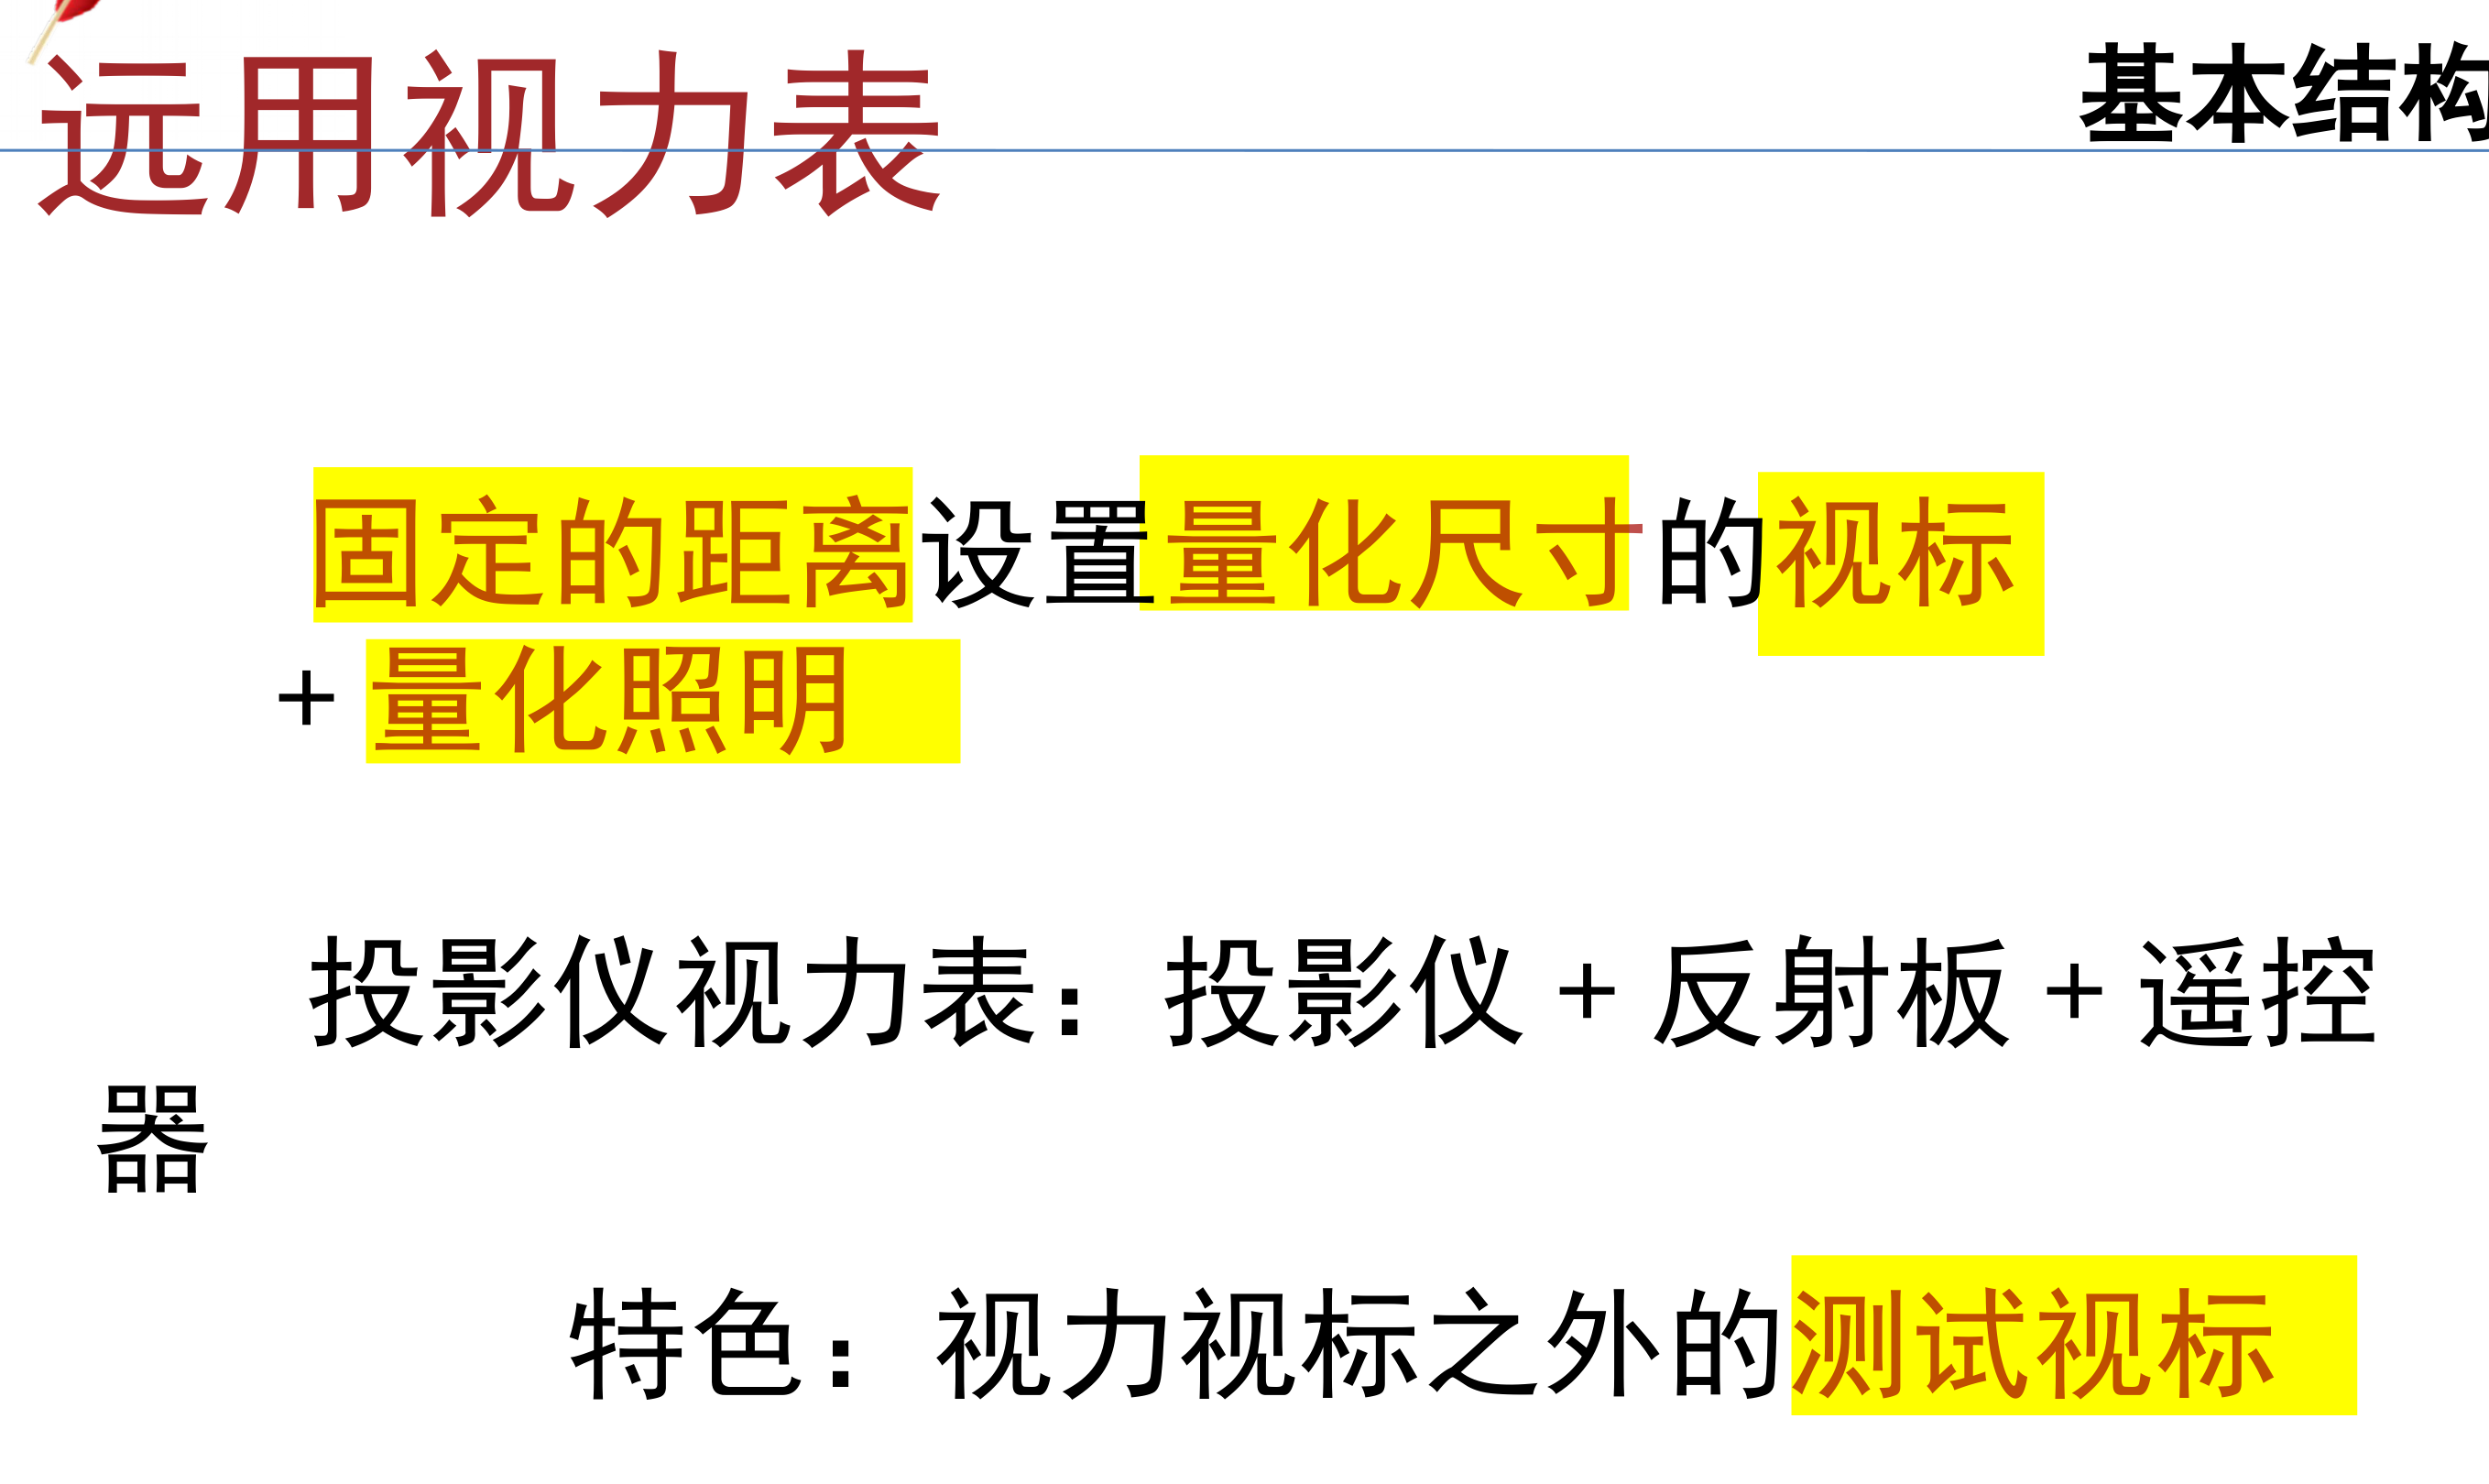 远用视力表
基本结构
固定的距离设置量化尺寸的视标
+量化照明
投影仪视力表：投影仪+反射板+遥控
器
特色：视力视标之外的测试视标